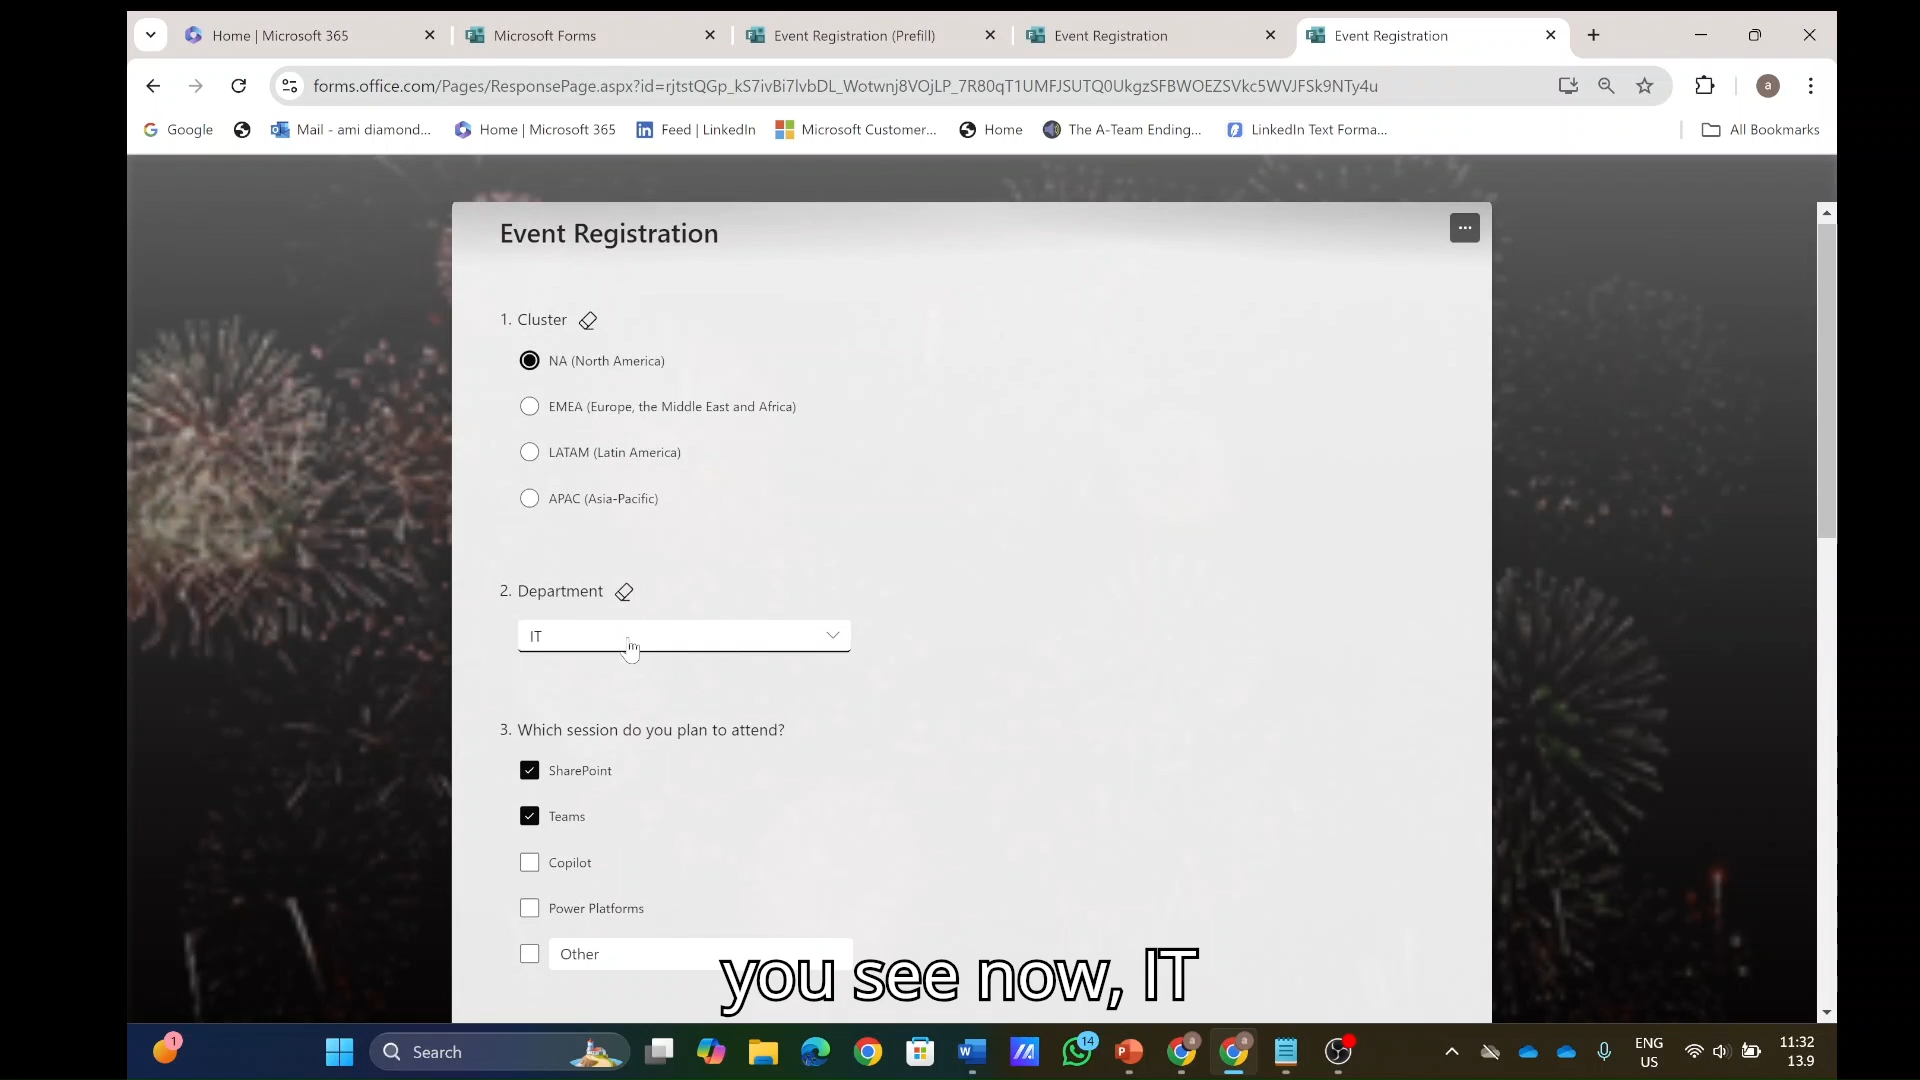 Home | Microsoft 365
Microsoft Forms
Event Registration (Prefill)
Event Registration
Event Registration
forms.office.com/Pages/ResponsePage.aspx?id=rjtstQGp_kS7ivBi7lvbDL_Wotwnj8VOjLP_7R80qT1UMFJSUTQ0UkgzSFBWOEZSVkc5WVJFSk9NTy4u
a
Google
Mail - ami diamond...
Home | Microsoft 365
Feed | LinkedIn
Microsoft Customer...
Home
The A-Team Ending...
LinkedIn Text Forma...
All Bookmarks
Event Registration
1. Cluster
NA (North America)
EMEA (Europe, the Middle East and Africa)
LATAM (Latin America)
APAC (Asia-Pacific)
2. Department
IT
3. Which session do you plan to attend?
SharePoint
Teams
Copilot
Power Platforms
Other
you see now, IT
1
Search
14
ENG
US
11:32
13.9